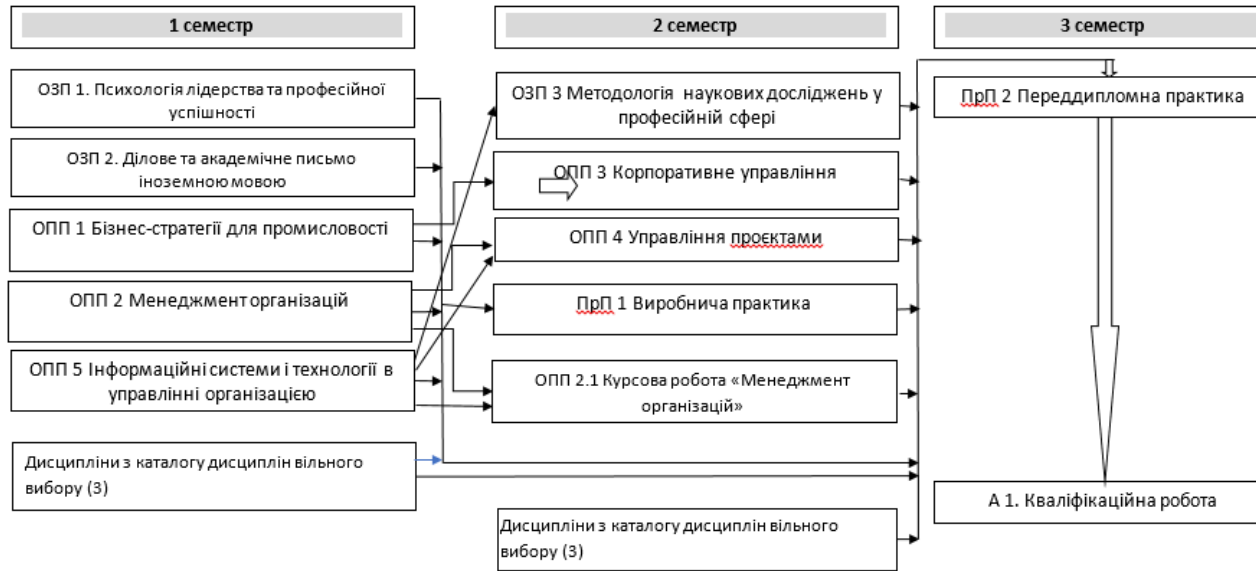 1 семестр
2 семестр
3 семестр
ОЗП 1. Психологія лідерства та професійної
успішності
ОЗП 2. Ділове та академічне письмо
іноземною мовою
ОПП 1 Бізнес-стратегії для промисловості
ОПП 2 Менеджмент організацій
ОПП 5 Інформаційні системи і технології в
управлінні організацією
Дисципліни з каталогу дисциплін вільного
вибору (3)
ОЗП 3 Методологія наукових досліджень у
професійній сфері
ОПП 3 Корпоративне управління
ОПП 4 Управління проєктами
ПрП 1 Виробнича практика
ОПП 2.1 Курсова робота «Менеджмент
організацій»
Дисципліни з каталогу дисциплін вільного
вибору (3)
ПрП 2 Переддипломна практика
А 1. Кваліфікаційна робота